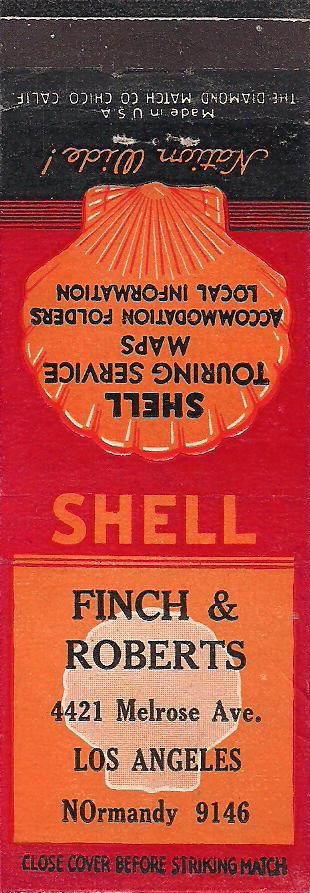 SHELL
FINCH &
ROBERTS
4421 Melrose Ave.
LOS ANGELES
NOrmandy 9146
CLOSE COVER BEFORE STRIKING MATCH
SHELL
TOURING SERVICE
MAPS
ACCOMMODATION FOLDERS
LOCAL INFORMATION
Nation Wide!
Made in U S A
THE DIAMOND MATCH CO CHICO CALIF